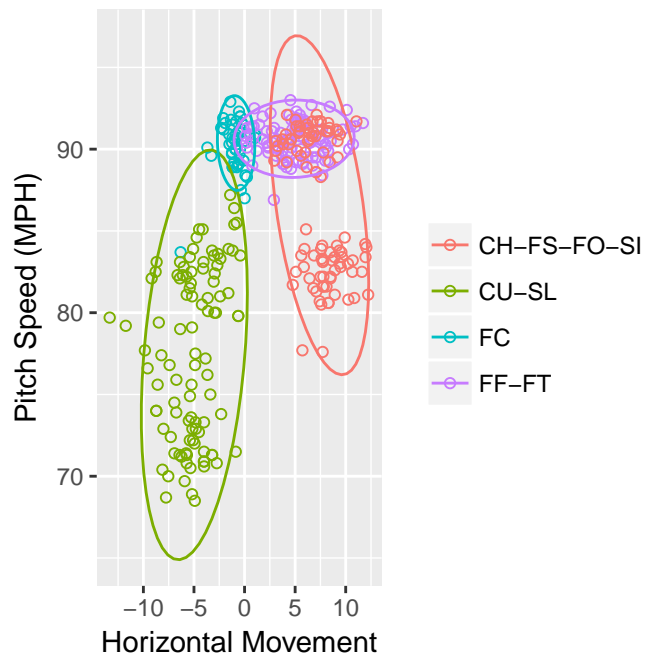 Pitch Speed (MPH)
90
80
70
−10
−5
0
5
10
Horizontal Movement
CH−FS−FO−SI
CU−SL
FC
FF−FT